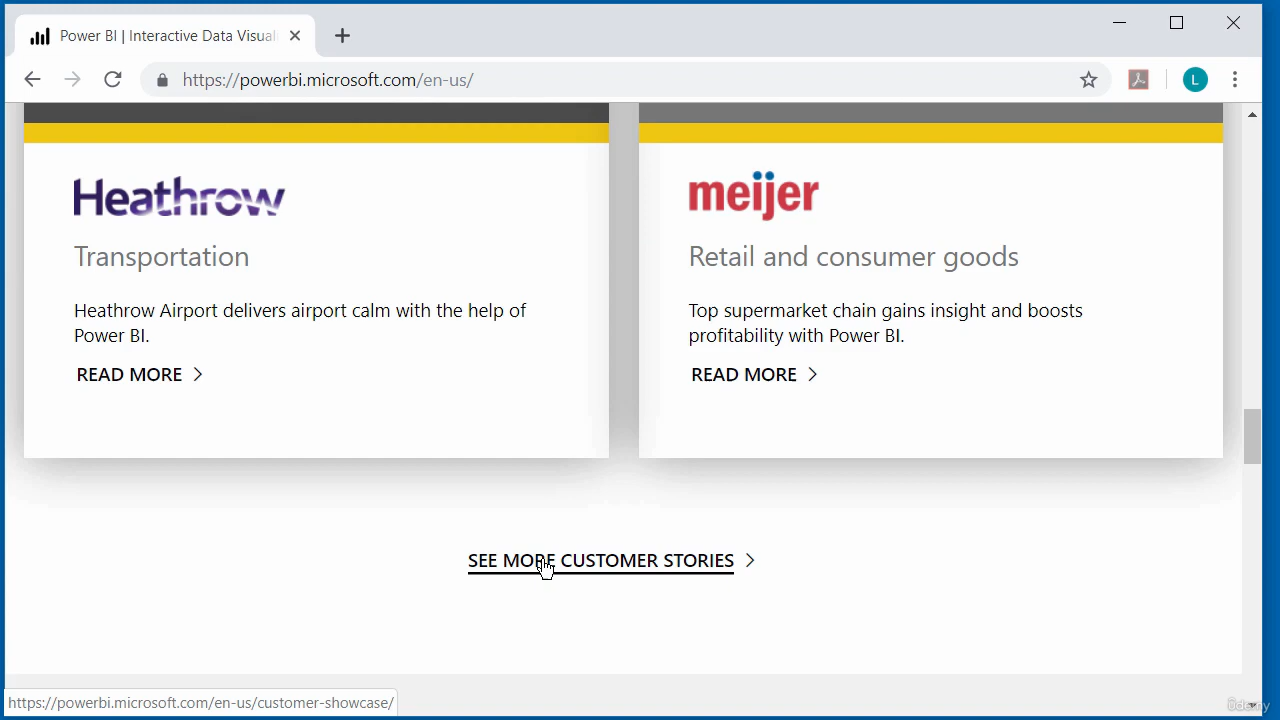 Power BI | Interactive Data Visual
https://powerbi.microsoft.com/en-us/
L
Heathrow
Transportation
Heathrow Airport delivers airport calm with the help of
Power BI.
READ MORE
meijer
Retail and consumer goods
Top supermarket chain gains insight and boosts
profitability with Power BI.
READ MORE
SEE MORE CUSTOMER STORIES
https://powerbi.microsoft.com/en-us/customer-showcase/
ûdemy